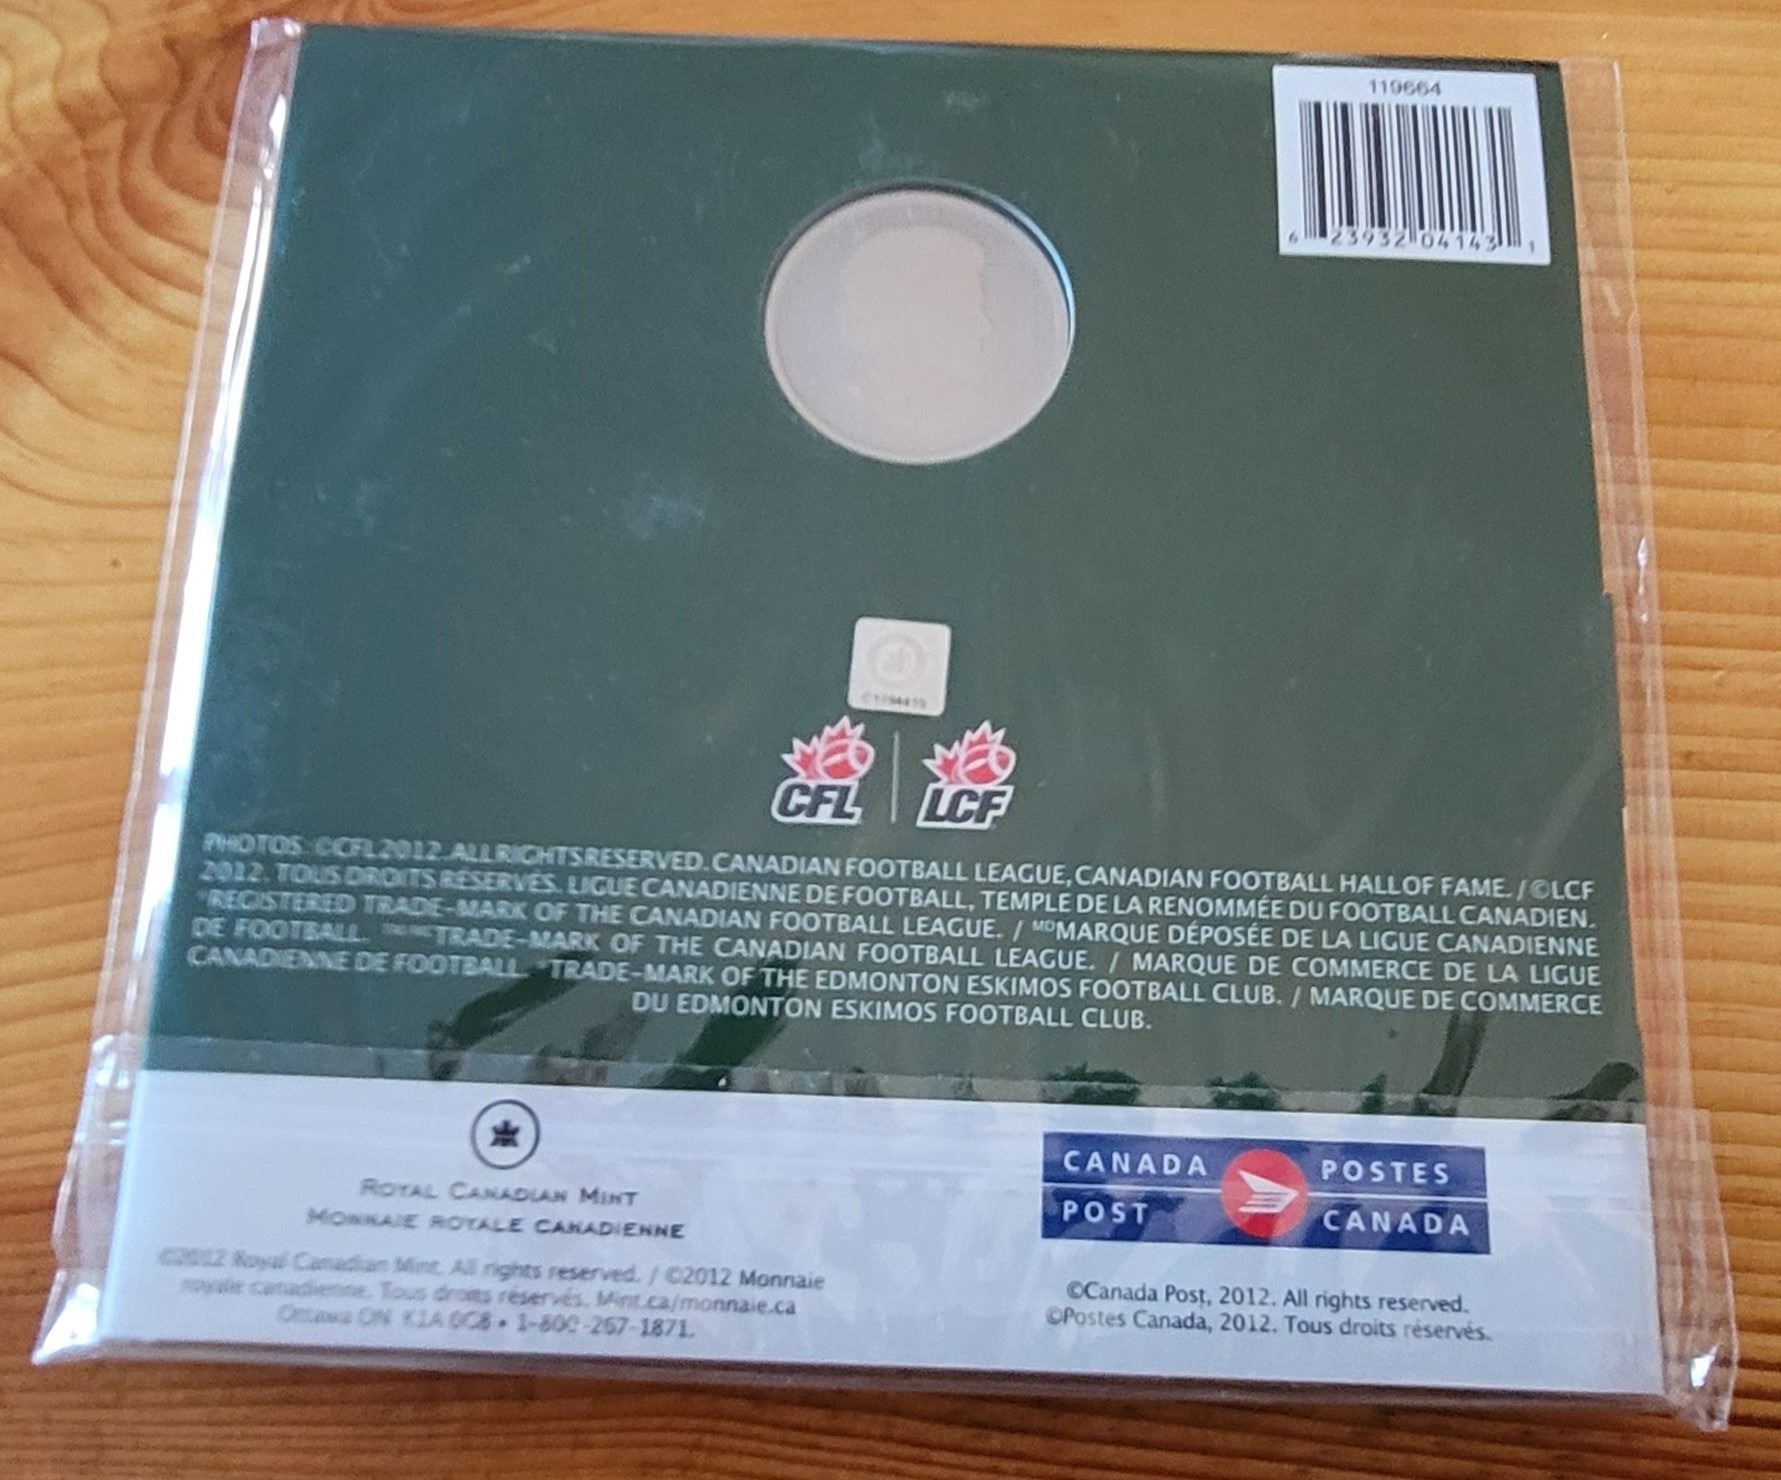 119664
6 23932 04143 1
CFL LCF
PHOTOS: ©CFL 2012. ALL RIGHTS RESERVED. CANADIAN FOOTBALL LEAGUE, CANADIAN FOOTBALL HALL OF FAME. / ©LCF
2012. TOUS DROITS RÉSERVÉS. LIGUE CANADIENNE DE FOOTBALL, TEMPLE DE LA RENOMMÉE DU FOOTBALL CANADIEN.
REGISTERED TRADE-MARK OF THE CANADIAN FOOTBALL LEAGUE. / MDMARQUE DÉPOSÉE DE LA LIGUE CANADIENNE
DE FOOTBALL. TRADE-MARK OF THE CANADIAN FOOTBALL LEAGUE. / MARQUE DE COMMERCE DE LA LIGUE
CANADIENNE DE FOOTBALL. TRADE-MARK OF THE EDMONTON ESKIMOS FOOTBALL CLUB. / MARQUE DE COMMERCE
DU EDMONTON ESKIMOS FOOTBALL CLUB.
ROYAL CANADIAN MINT
MONNAIE ROYALE CANADIENNE
©2012 Royal Canadian Mint. All rights reserved. / ©2012 Monnaie
royale canadienne. Tous droits réservés. Mint.ca/monnaie.ca
Ottawa ON K1A 0G8 • 1-800-267-1871.
CANADA POSTES
POST CANADA
©Canada Post, 2012. All rights reserved.
©Postes Canada, 2012. Tous droits réservés.